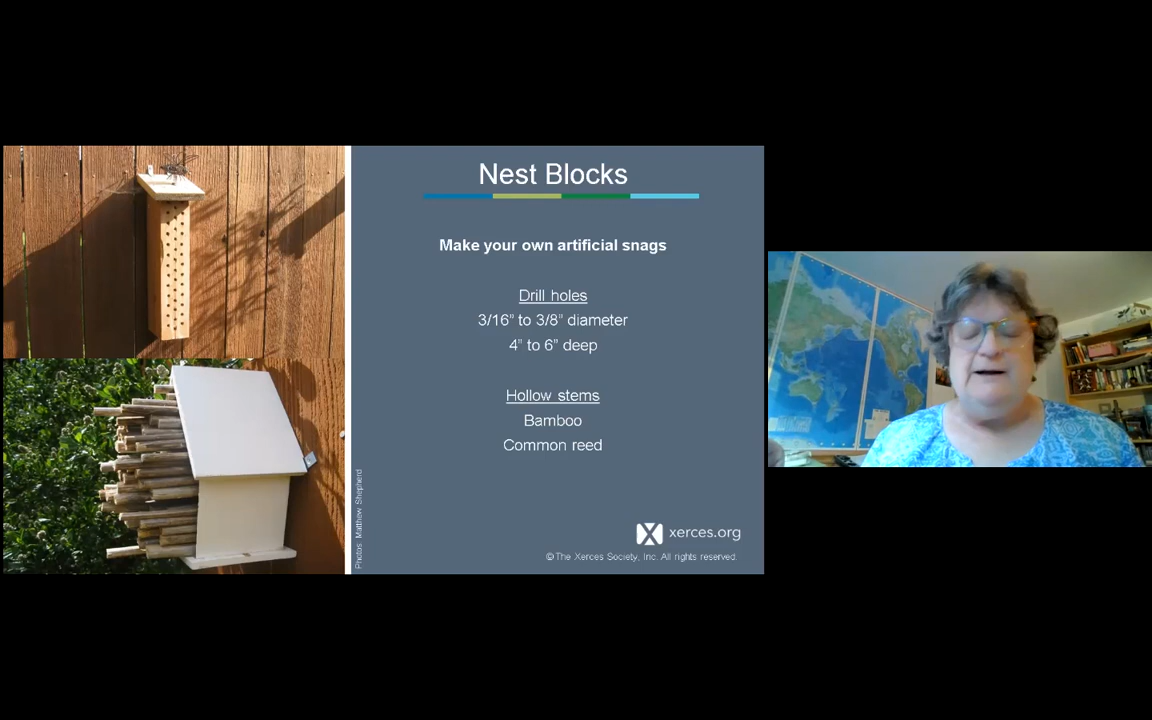 Nest Blocks
Make your own artificial snags
Drill holes
3/16” to 3/8” diameter
4” to 6” deep
Hollow stems
Bamboo
Common reed
Photos: Matthew Shepherd
xerces.org
© The Xerces Society, Inc. All rights reserved.